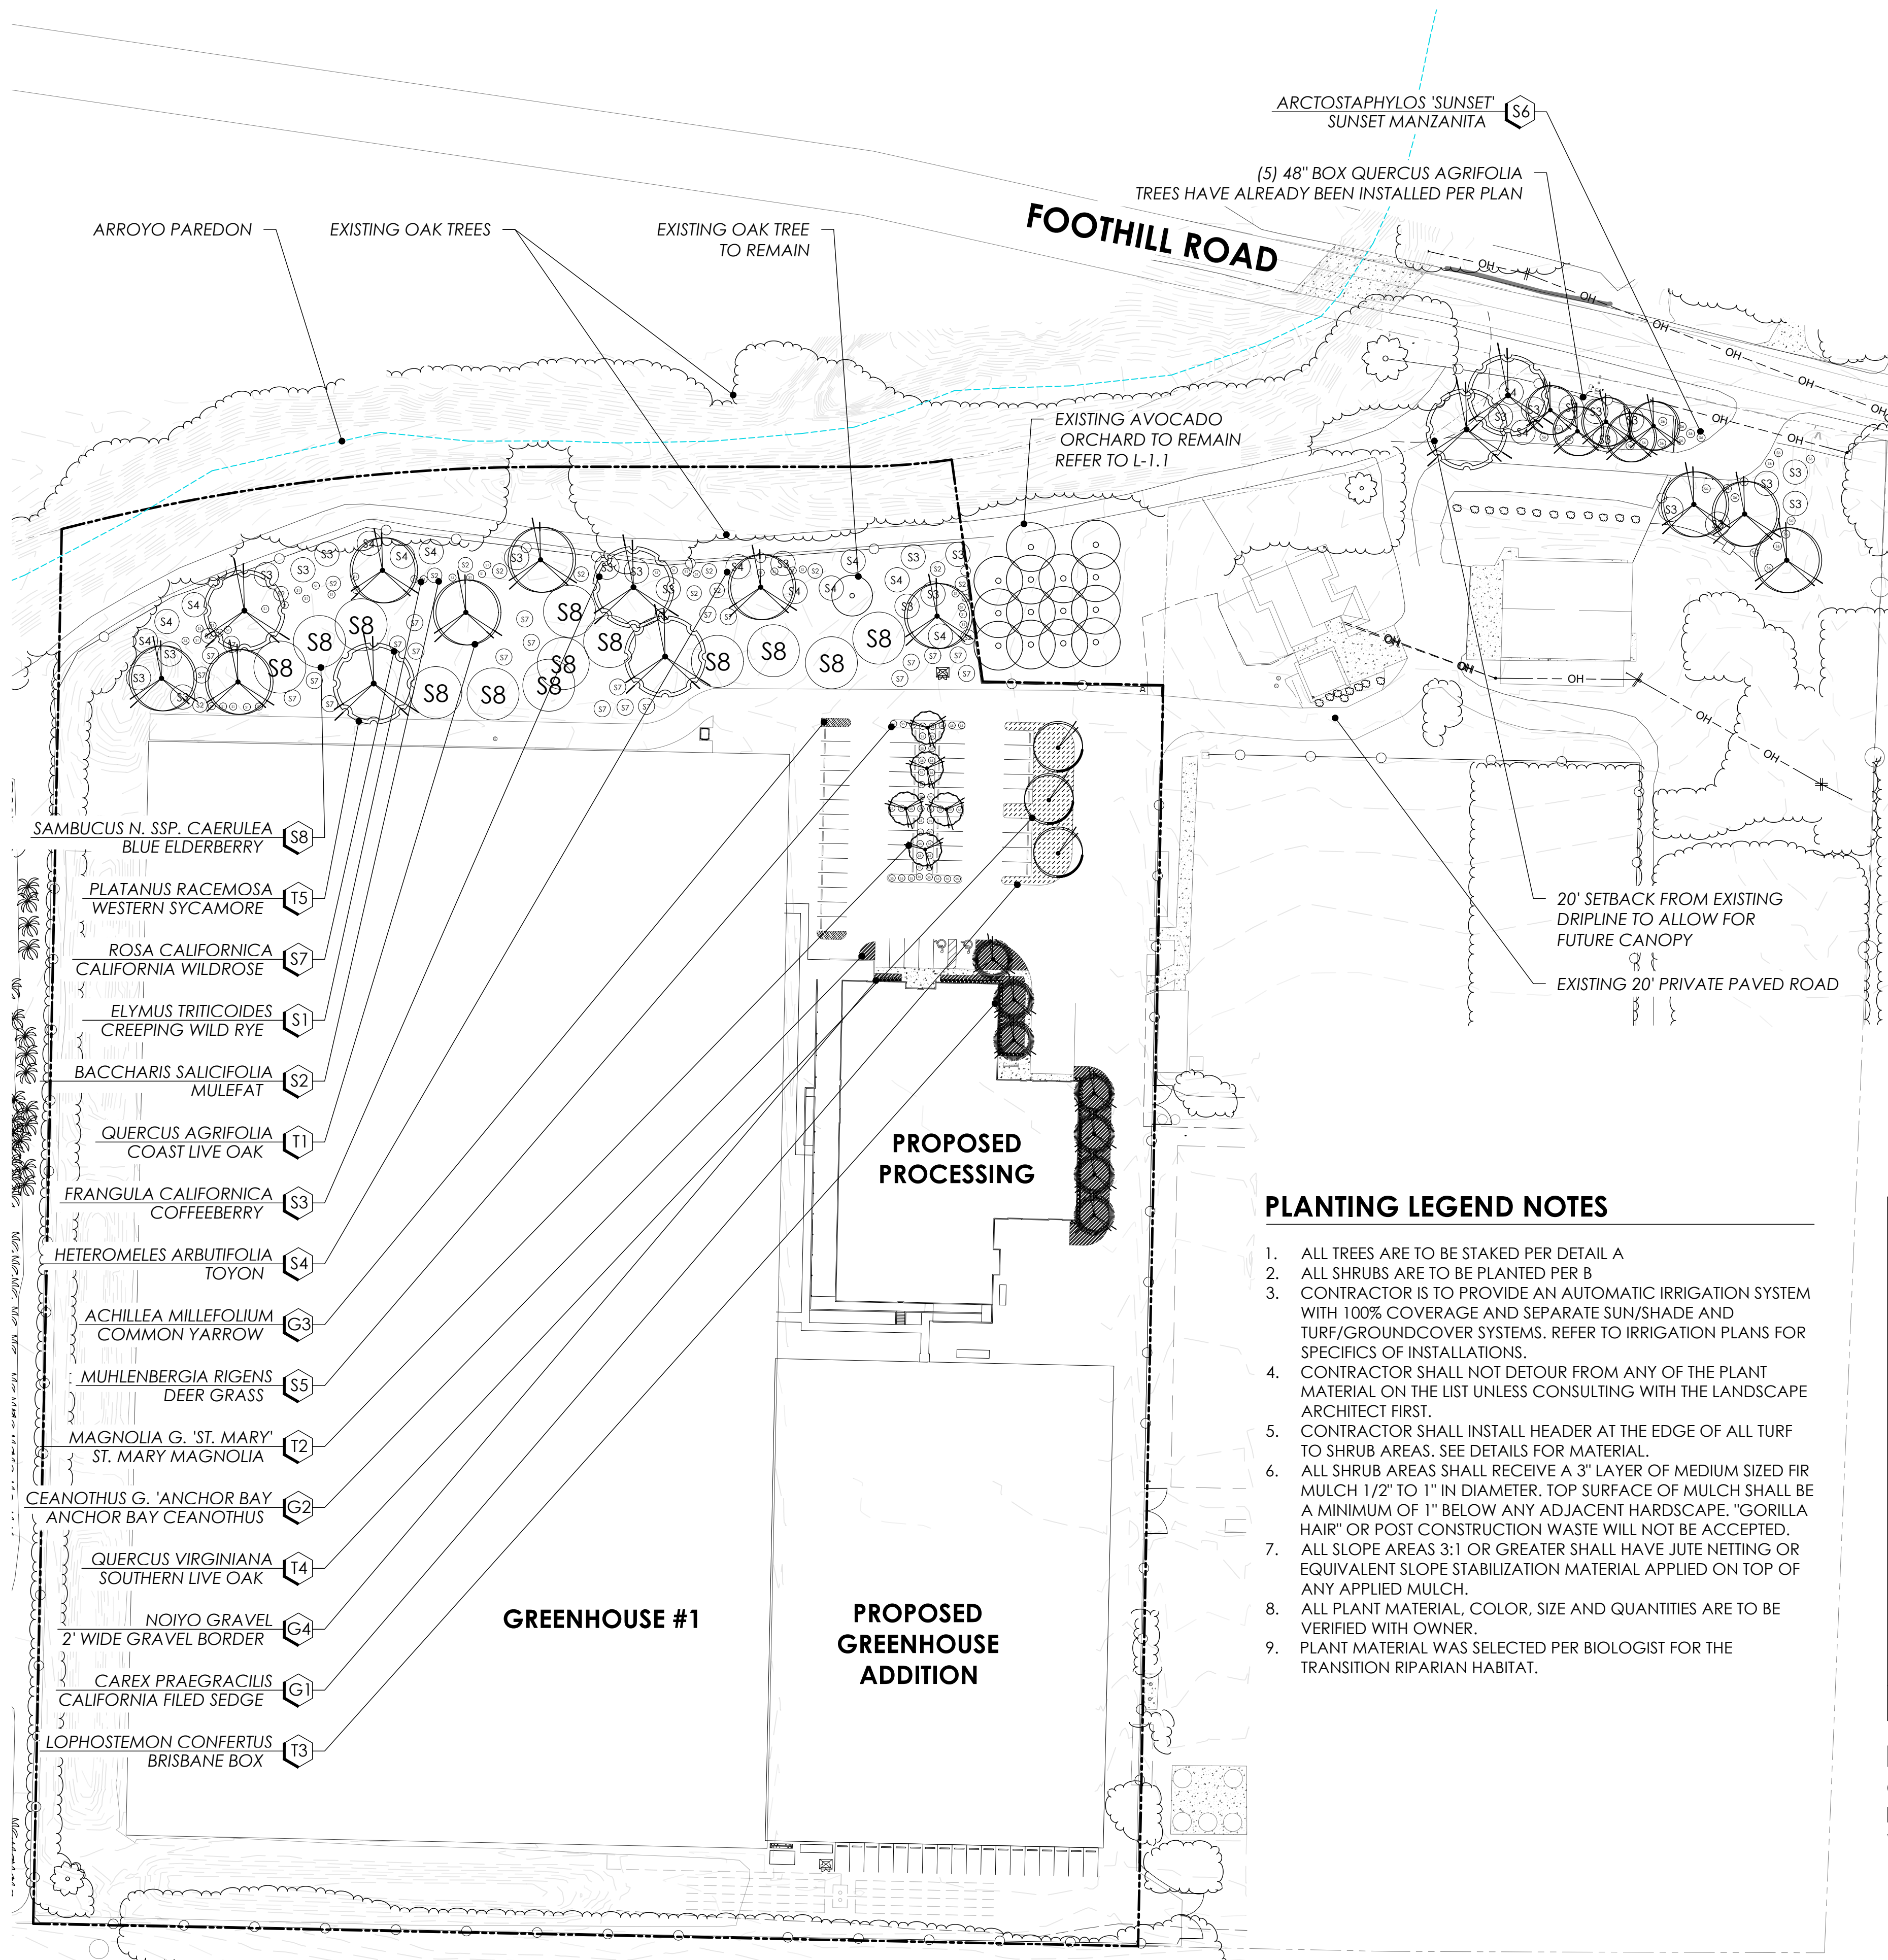 ARCTOSTAPHYLOS 'SUNSET'
SUNSET MANZANITA
S6
(5) 48" BOX QUERCUS AGRIFOLIA
TREES HAVE ALREADY BEEN INSTALLED PER PLAN
FOOTHILL ROAD
ARROYO PAREDON
EXISTING OAK TREES
EXISTING OAK TREE
TO REMAIN
EXISTING AVOCADO
ORCHARD TO REMAIN
REFER TO L-1.1
SAMBUCUS N. SSP. CAERULEA
BLUE ELDERBERRY
S8
PLATANUS RACEMOSA
WESTERN SYCAMORE
T5
ROSA CALIFORNICA
CALIFORNIA WILDROSE
S7
ELYMUS TRITICOIDES
CREEPING WILD RYE
S1
BACCHARIS SALICIFOLIA
MULEFAT
S2
QUERCUS AGRIFOLIA
COAST LIVE OAK
T1
FRANGULA CALIFORNICA
COFFEEBERRY
S3
HETEROMELES ARBUTIFOLIA
TOYON
S4
ACHILLEA MILLEFOLIUM
COMMON YARROW
G3
MUHLENBERGIA RIGENS
DEER GRASS
S5
MAGNOLIA G. 'ST. MARY'
ST. MARY MAGNOLIA
T2
CEANOTHUS G. 'ANCHOR BAY
ANCHOR BAY CEANOTHUS
G2
QUERCUS VIRGINIANA
SOUTHERN LIVE OAK
T4
NOIYO GRAVEL
2' WIDE GRAVEL BORDER
G4
CAREX PRAEGRACILIS
CALIFORNIA FILED SEDGE
G1
LOPHOSTEMON CONFERTUS
BRISBANE BOX
T3
20' SETBACK FROM EXISTING
DRIPLINE TO ALLOW FOR
FUTURE CANOPY
EXISTING 20' PRIVATE PAVED ROAD
PROPOSED
PROCESSING
GREENHOUSE #1
PROPOSED
GREENHOUSE
ADDITION
PLANTING LEGEND NOTES
1. ALL TREES ARE TO BE STAKED PER DETAIL A
2. ALL SHRUBS ARE TO BE PLANTED PER B
3. CONTRACTOR IS TO PROVIDE AN AUTOMATIC IRRIGATION SYSTEM
WITH 100% COVERAGE AND SEPARATE SUN/SHADE AND
TURF/GROUNDCOVER SYSTEMS. REFER TO IRRIGATION PLANS FOR
SPECIFICS OF INSTALLATIONS.
4. CONTRACTOR SHALL NOT DETOUR FROM ANY OF THE PLANT
MATERIAL ON THE LIST UNLESS CONSULTING WITH THE LANDSCAPE
ARCHITECT FIRST.
5. CONTRACTOR SHALL INSTALL HEADER AT THE EDGE OF ALL TURF
TO SHRUB AREAS. SEE DETAILS FOR MATERIAL.
6. ALL SHRUB AREAS SHALL RECEIVE A 3" LAYER OF MEDIUM SIZED FIR
MULCH 1/2" TO 1" IN DIAMETER. TOP SURFACE OF MULCH SHALL BE
A MINIMUM OF 1" BELOW ANY ADJACENT HARDSCAPE. "GORILLA
HAIR" OR POST CONSTRUCTION WASTE WILL NOT BE ACCEPTED.
7. ALL SLOPE AREAS 3:1 OR GREATER SHALL HAVE JUTE NETTING OR
EQUIVALENT SLOPE STABILIZATION MATERIAL APPLIED ON TOP OF
ANY APPLIED MULCH.
8. ALL PLANT MATERIAL, COLOR, SIZE AND QUANTITIES ARE TO BE
VERIFIED WITH OWNER.
9. PLANT MATERIAL WAS SELECTED PER BIOLOGIST FOR THE
TRANSITION RIPARIAN HABITAT.